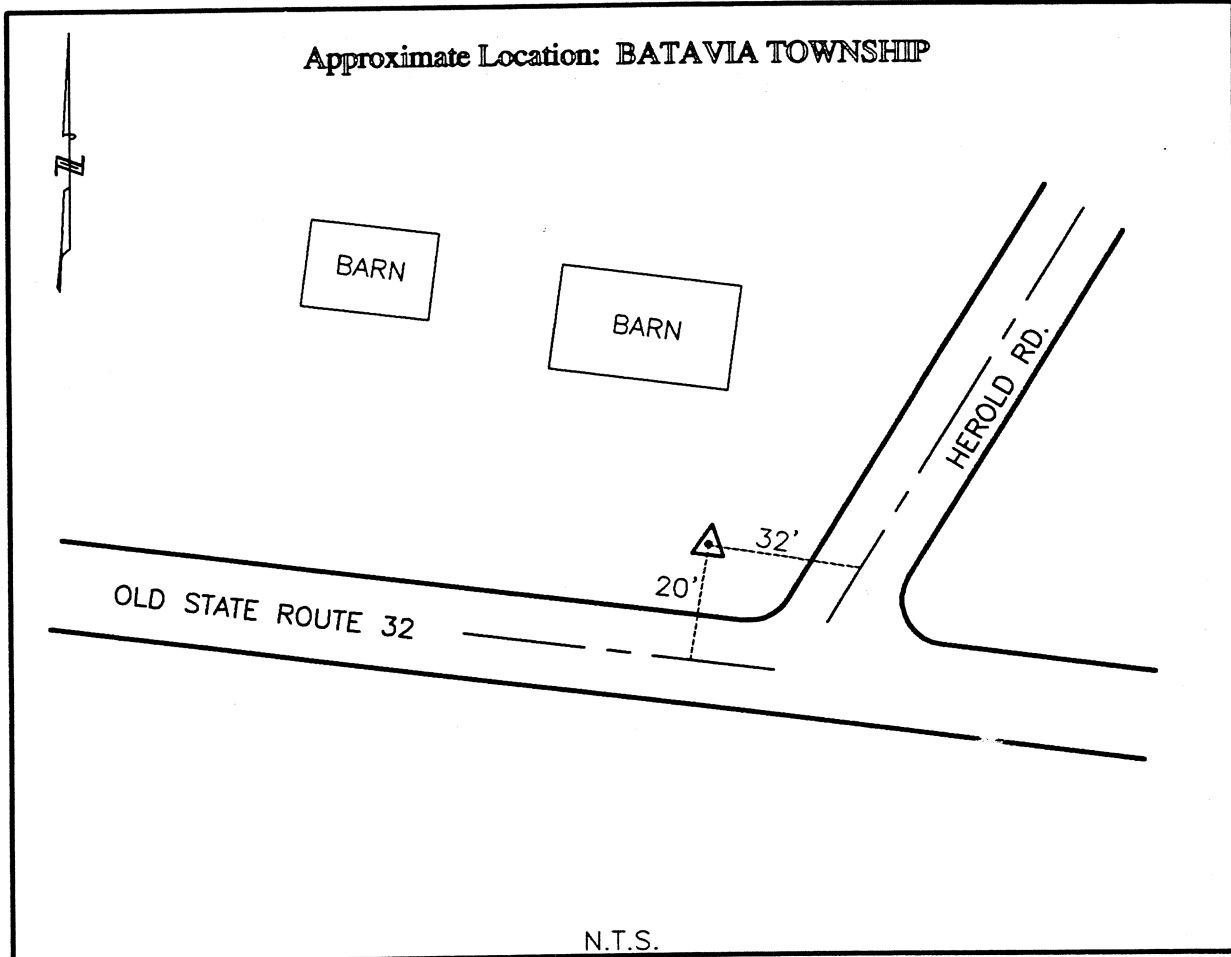 Approximate Location: BATAVIA TOWNSHIP
N
BARN
BARN
HEROLD RD.
32'
20'
OLD STATE ROUTE 32
N.T.S.